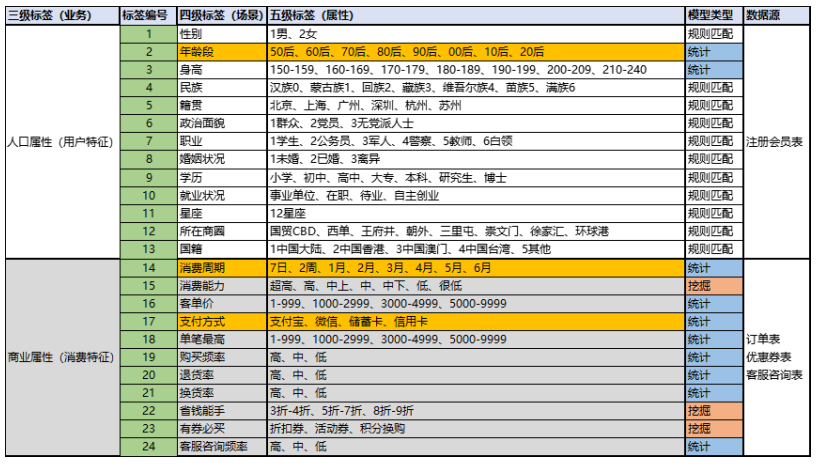 三级标签（业务） 标签编号 四级标签（场景） 五级标签（属性） 模型类型 数据源
1 性别 1男、2女 规则匹配
2 年龄段 50后、60后、70后、80后、90后、00后、10后、20后 统计
3 身高 150-159、160-169、170-179、180-189、190-199、200-209、210-240 统计
4 民族 汉族0、蒙古族1、回族2、藏族3、维吾尔族4、苗族5、满族6 规则匹配
5 籍贯 北京、上海、广州、深圳、杭州、苏州 规则匹配
6 政治面貌 1群众、2党员、3无党派人士 规则匹配
人口属性（用户特征） 7 职业 1学生、2公务员、3军人、4警察、5教师、6白领 规则匹配 注册会员表
8 婚姻状况 1未婚、2已婚、3离异 规则匹配
9 学历 小学、初中、高中、大专、本科、研究生、博士 规则匹配
10 就业状况 事业单位、在职、待业、自主创业 规则匹配
11 星座 12星座 规则匹配
12 所在商圈 国贸CBD、西单、王府井、朝外、三里屯、崇文门、徐家汇、环球港 规则匹配
13 国籍 1中国大陆、2中国香港、3中国澳门、4中国台湾、5其他 规则匹配
14 消费周期 7日、2周、1月、2月、3月、4月、5月、6月 统计
15 消费能力 超高、高、中上、中、中下、低、很低 挖掘
16 客单价 1-999、1000-2999、3000-4999、5000-9999 统计
17 支付方式 支付宝、微信、储蓄卡、信用卡 统计
18 单笔最高 1-999、1000-2999、3000-4999、5000-9999 统计 订单表
商业属性（消费特征） 19 购买频率 高、中、低 统计 优惠券表
20 退货率 高、中、低 统计 客服咨询表
21 换货率 高、中、低 统计
22 省钱能手 3折-4折、5折-7折、8折-9折 挖掘
23 有券必买 折扣券、活动券、积分换购 挖掘
24 客服咨询频率 高、中、低 统计